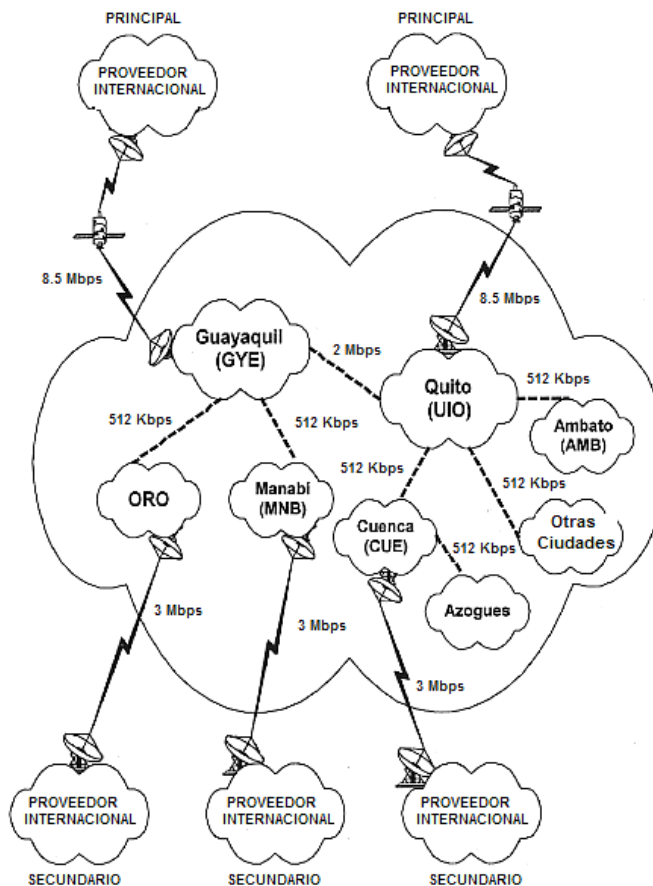 PRINCIPAL
PRINCIPAL
PROVEEDOR
INTERNACIONAL
PROVEEDOR
INTERNACIONAL
8.5 Mbps
8.5 Mbps
Guayaquil
(GYE)
2 Mbps
Quito
(UIO)
512 Kbps
Ambato
(AMB)
512 Kbps
512 Kbps
512 Kbps
512 Kbps
ORO
Manabí
(MNB)
Cuenca
(CUE)
Otras
Ciudades
512 Kbps
Azogues
3 Mbps
3 Mbps
3 Mbps
PROVEEDOR
INTERNACIONAL
PROVEEDOR
INTERNACIONAL
PROVEEDOR
INTERNACIONAL
SECUNDARIO
SECUNDARIO
SECUNDARIO